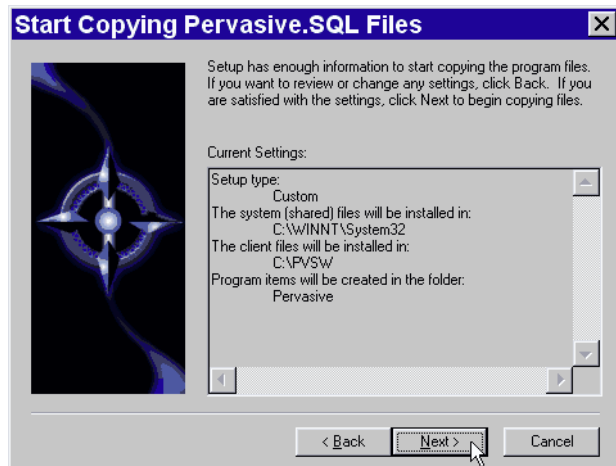 Start Copying Pervasive.SQL Files
Setup has enough information to start copying the program files.
If you want to review or change any settings, click Back. If you
are satisfied with the settings, click Next to begin copying files.
Current Settings:
Setup type:
Custom
The system (shared) files will be installed in:
C:\WINNT\System32
The client files will be installed in:
C:\PVSW
Program items will be created in the folder:
Pervasive
< Back
Next >
Cancel